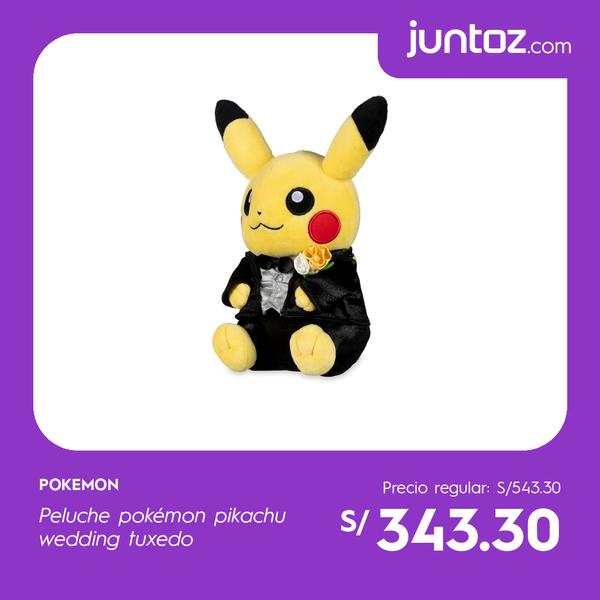 juntoz.com
POKEMON
Peluche pokémon pikachu
wedding tuxedo
Precio regular: S/543.30
S/ 343.30